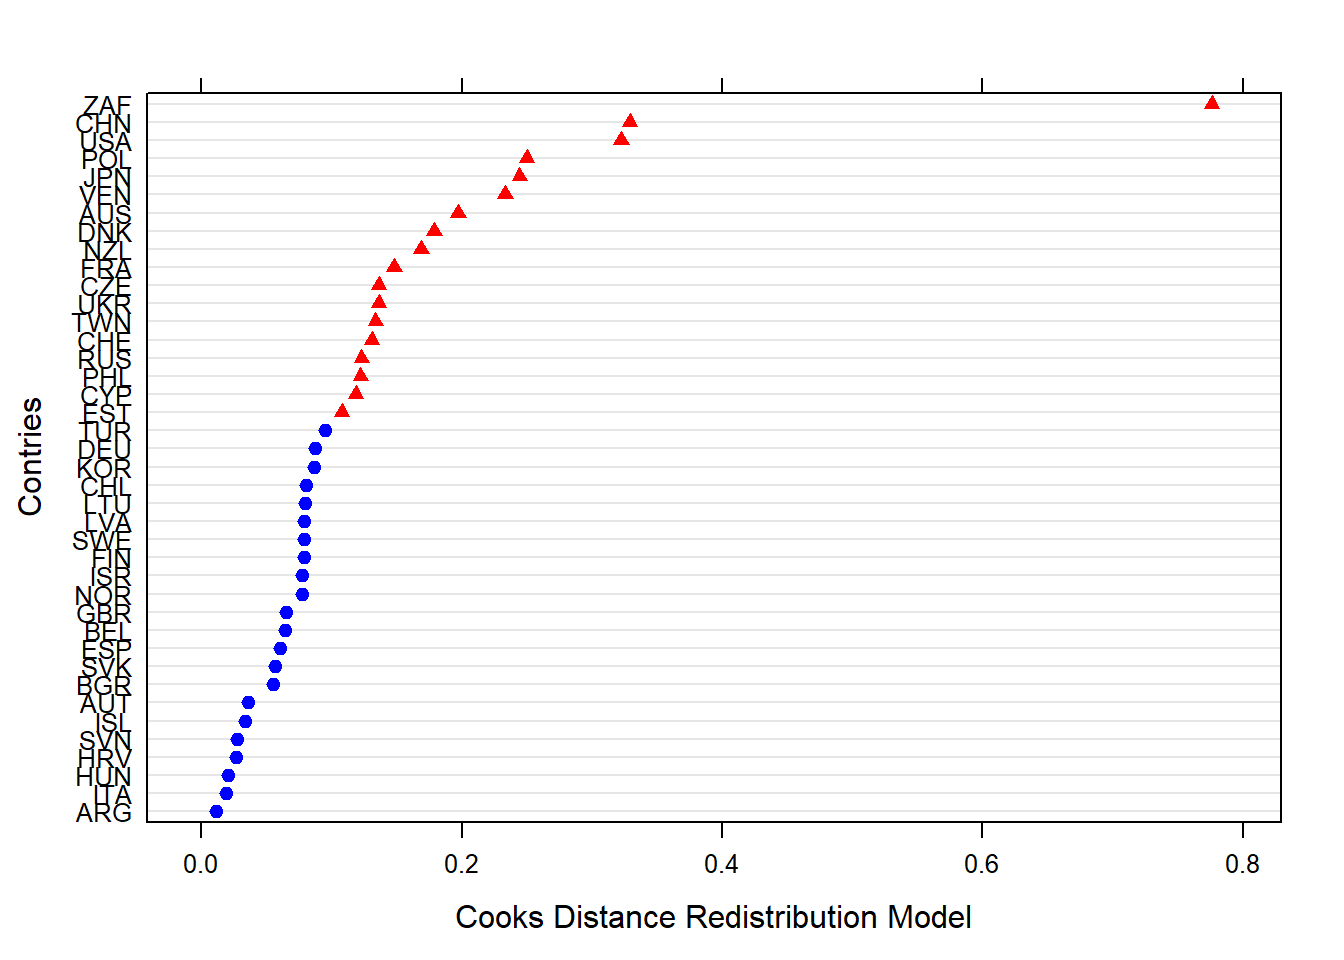 ZAF
CHN
USA
POL
JPN
VEN
AUS
DNK
NZL
FRA
CZE
UKR
TWN
CHE
RUS
PHL
CYP
EST
TUR
DEU
KOR
CHL
LTU
LVA
SWE
FIN
ISR
NOR
GBR
BEL
ESP
SVK
BGR
AUT
ISL
SVN
HRV
HUN
ITA
ARG
Contries
0.0 0.2 0.4 0.6 0.8
Cooks Distance Redistribution Model